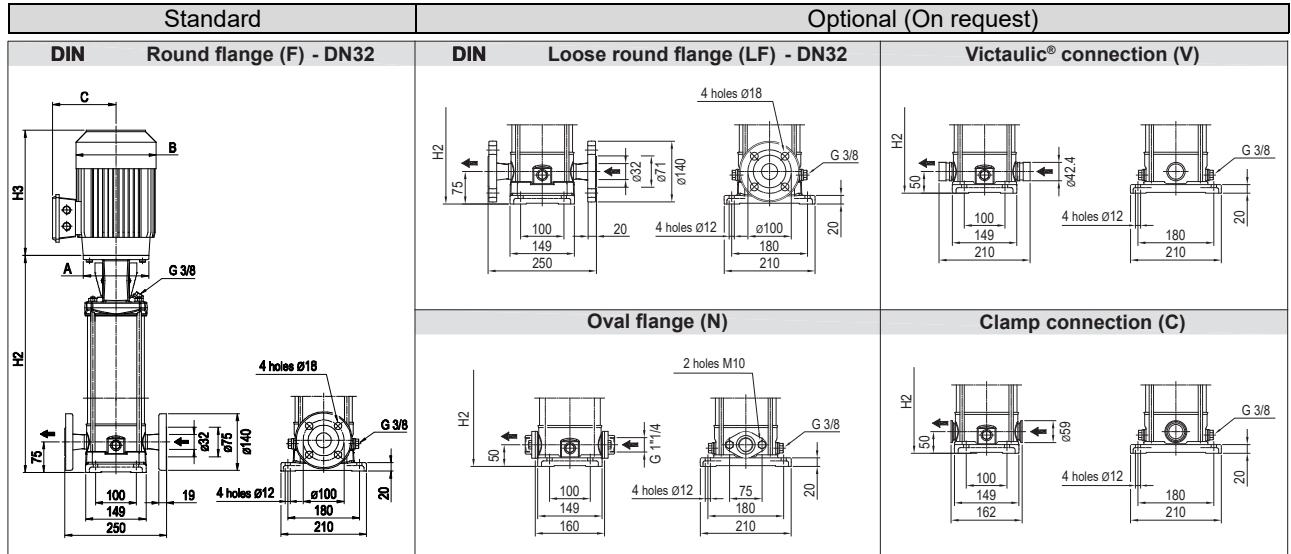 Standard
Optional (On request)
DIN Round flange (F) - DN32
DIN Loose round flange (LF) - DN32
Victaulic® connection (V)
C
B
H3
A
G 3/8
H2
75
100
149
250
19
ø32
ø75
ø140
4 holes Ø18
G 3/8
4 holes Ø12
ø100
180
210
20
H2
75
100
149
250
20
ø32
ø71
ø140
4 holes Ø18
G 3/8
4 holes Ø12
ø100
180
210
20
H2
50
100
149
210
ø42.4
G 3/8
4 holes Ø12
180
210
20
Oval flange (N)
Clamp connection (C)
H2
50
100
149
160
G 1"1/4
2 holes M10
G 3/8
4 holes Ø12
75
180
210
20
H2
50
100
149
162
ø59
G 3/8
4 holes Ø12
180
210
20